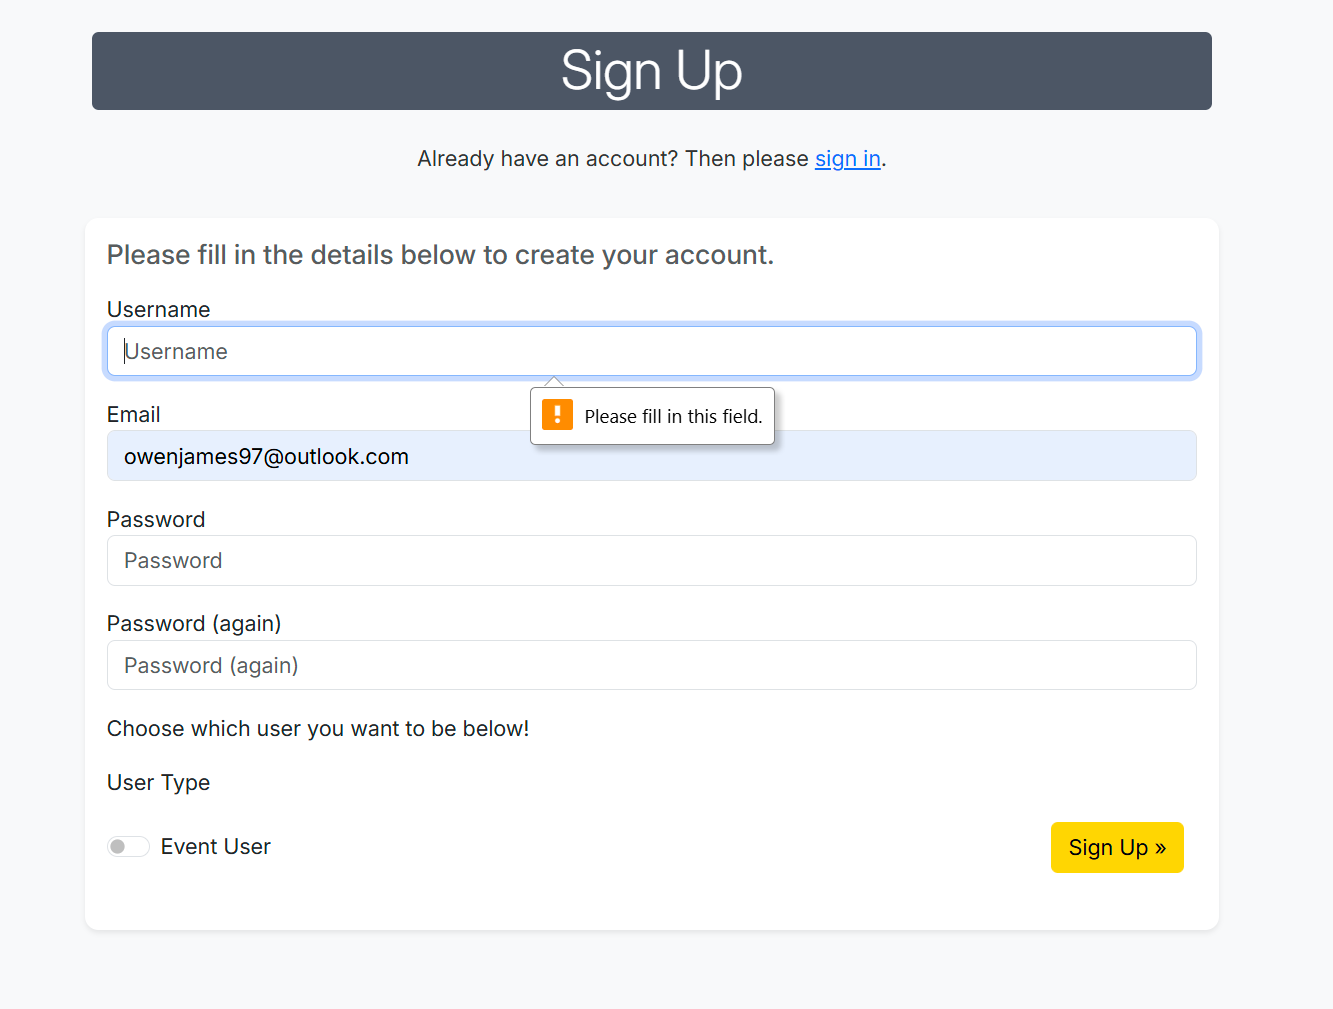 Sign Up
Already have an account? Then please sign in.
Please fill in the details below to create your account.
Username
Username
Please fill in this field.
Email
owenjames97@outlook.com
Password
Password
Password (again)
Password (again)
Choose which user you want to be below!
User Type
Event User
Sign Up »